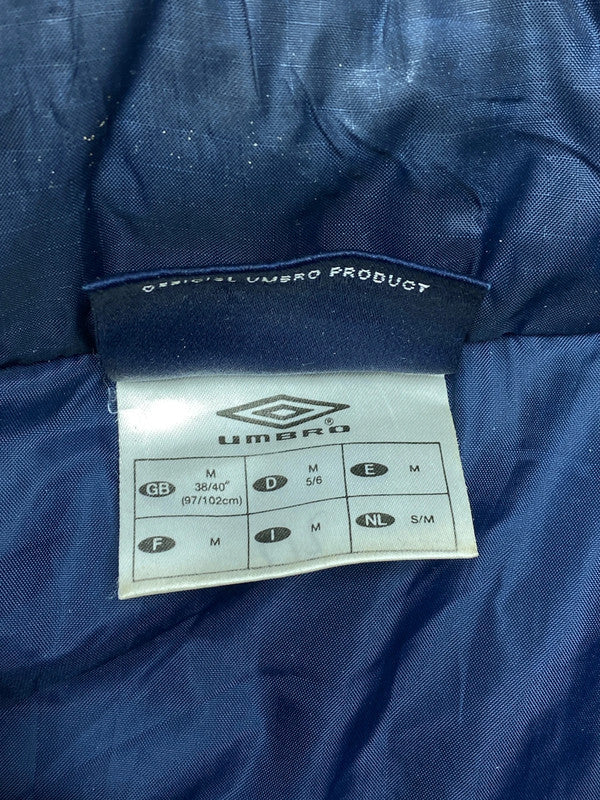 OFFICIAL UMBRO PRODUCT
UMBRO®
GB M 38/40" (97/102cm)
D M 5/6
E M
F M
I M
NL S/M